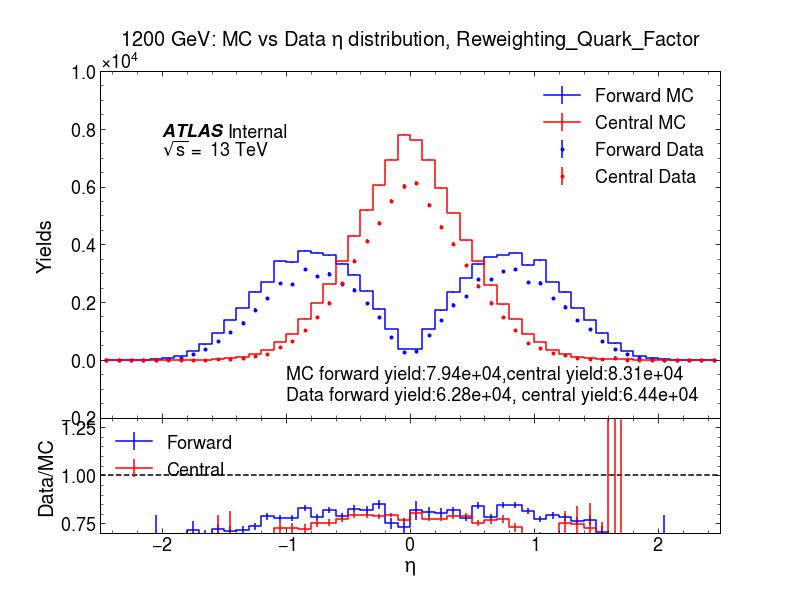 1200 GeV: MC vs Data η distribution, Reweighting_Quark_Factor
×10⁴
1.0
0.8
0.6
0.4
0.2
0.0
0.2
Yields
ATLAS Internal
√s = 13 TeV
Forward MC
Central MC
Forward Data
Central Data
MC forward yield:7.94e+04,central yield:8.31e+04
Data forward yield:6.28e+04, central yield:6.44e+04
1.25
1.00
0.75
Data/MC
Forward
Central
−2 −1 0 1 2
η